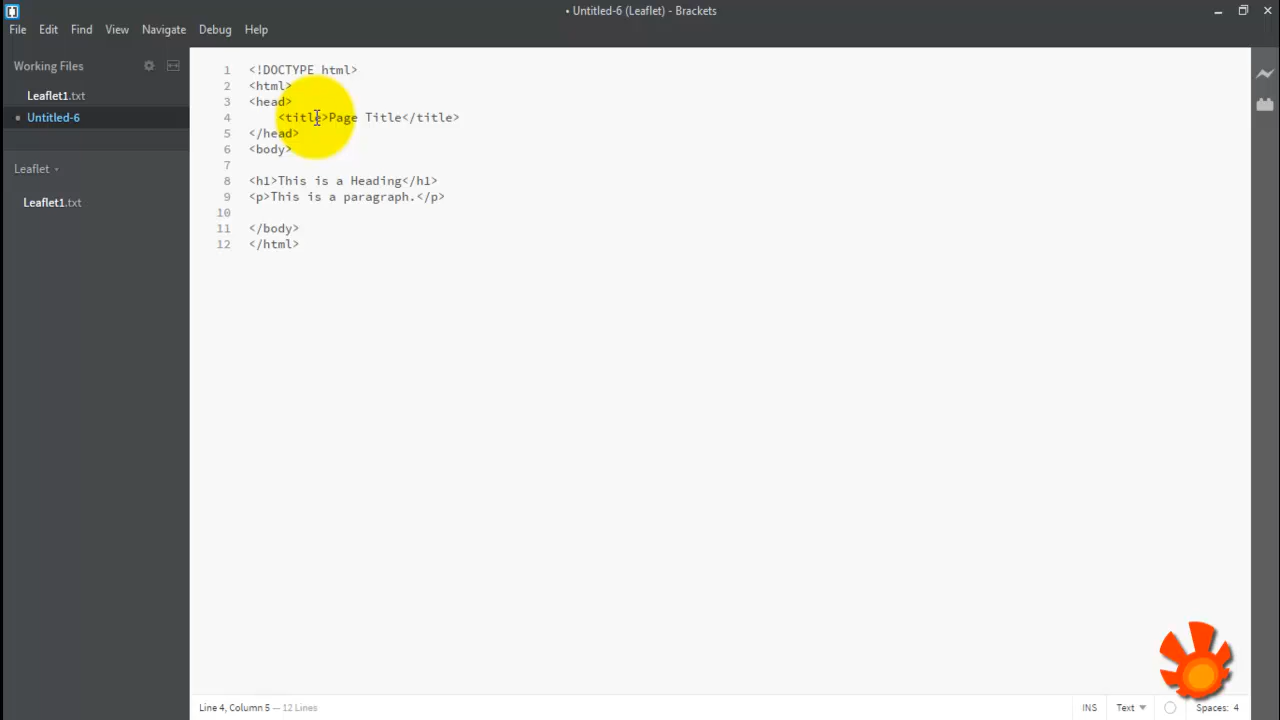 • Untitled-6 (Leaflet) - Brackets
File Edit Find View Navigate Debug Help
Working Files
Leaflet1.txt
Untitled-6
Leaflet
Leaflet1.txt
1 <!DOCTYPE html>
2 <html>
3 <head>
4 <title>Page Title</title>
5 </head>
6 <body>
7
8 <h1>This is a Heading</h1>
9 <p>This is a paragraph.</p>
10
11 </body>
12 </html>
Line 4, Column 5 — 12 Lines
INS Text Spaces: 4